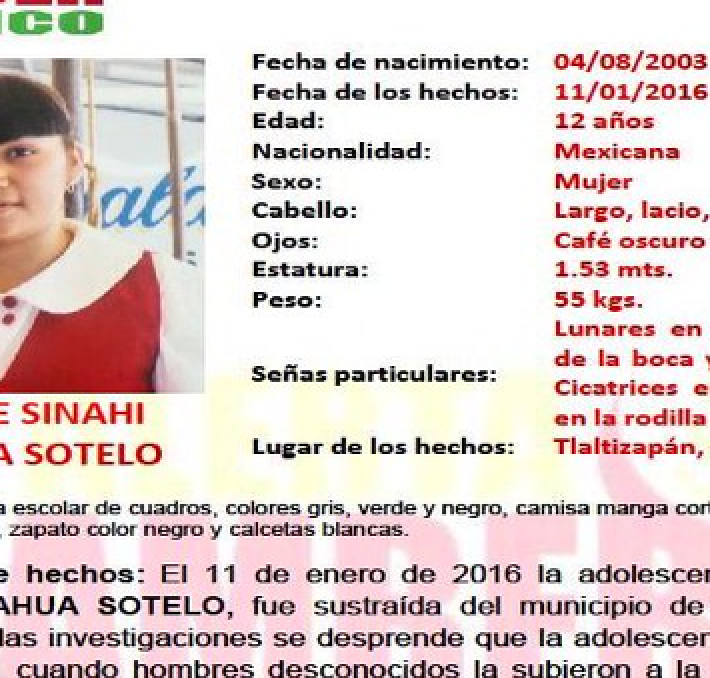 ICO
Fecha de nacimiento: 04/08/2003
Fecha de los hechos: 11/01/2016
Edad: 12 años
Nacionalidad: Mexicana
Sexo: Mujer
Cabello: Largo, lacio,
Ojos: Café oscuro
Estatura: 1.53 mts.
Peso: 55 kgs.
Señas particulares: Lunares en
de la boca y
Cicatrices e
en la rodilla
Lugar de los hechos: Tlaltizapán,
E SINAHI
A SOTELO
a escolar de cuadros, colores gris, verde y negro, camisa manga cort
, zapato color negro y calcetas blancas.
e hechos: El 11 de enero de 2016 la adolescen
AHUA SOTELO, fue sustraída del municipio de
las investigaciones se desprende que la adolescen
cuando hombres desconocidos la subieron a la